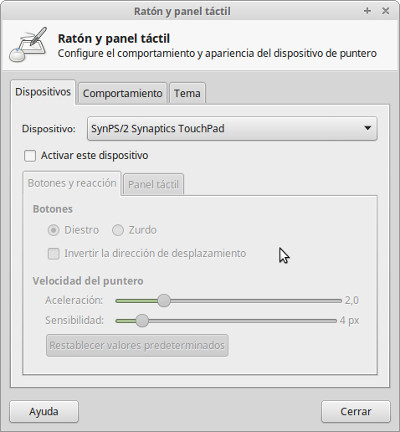 Ratón y panel táctil
Ratón y panel táctil
Configure el comportamiento y apariencia del dispositivo de puntero
Dispositivos Comportamiento Tema
Dispositivo: SynPS/2 Synaptics TouchPad
Activar este dispositivo
Botones y reacción Panel táctil
Botones
Diestro Zurdo
Invertir la dirección de desplazamiento
Velocidad del puntero
Aceleración: 2,0
Sensibilidad: 4 px
Restablecer valores predeterminados
Ayuda Cerrar